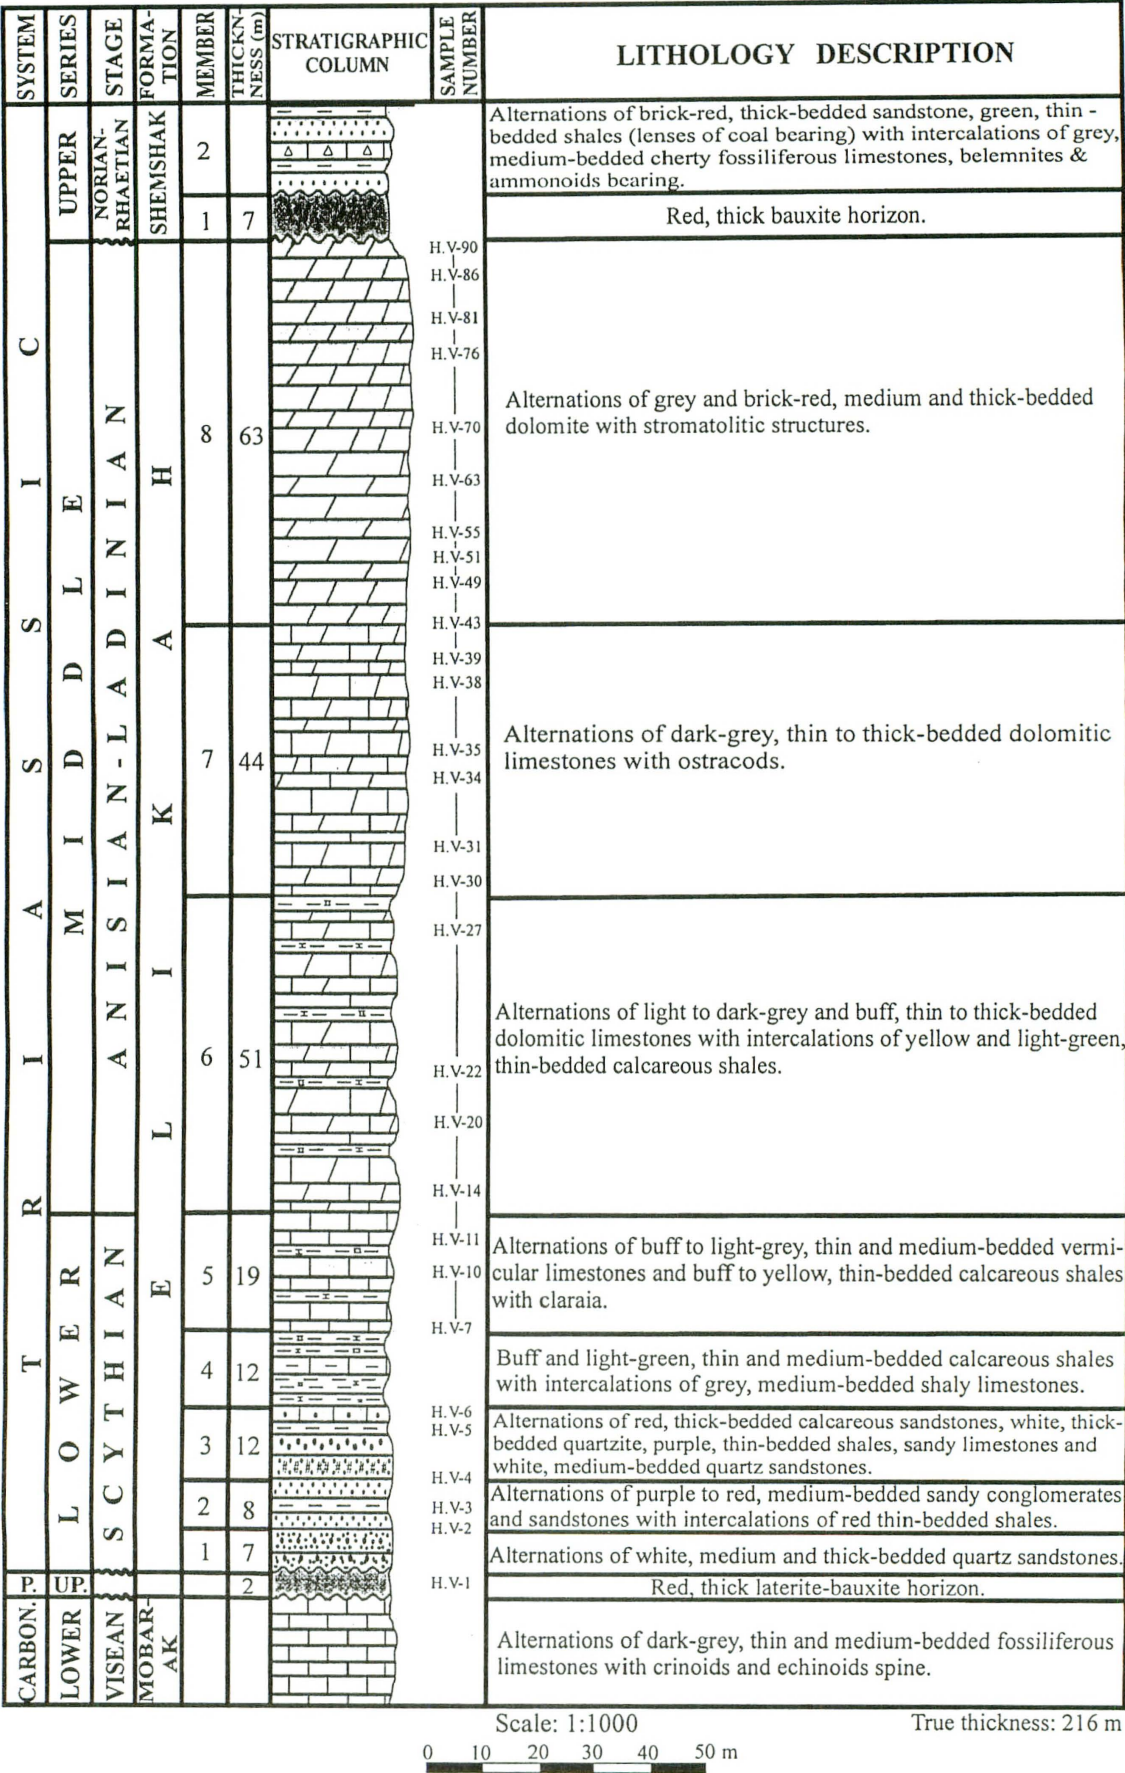 SYSTEM
SERIES
STAGE
FORMA-
TION
MEMBER
THICKN-
NESS (m)
STRATIGRAPHIC
COLUMN
SAMPLE
NUMBER
LITHOLOGY DESCRIPTION
TRIASSIC
UPPER
NORIAN-
RHAETIAN
SHEMSHAK
2
Alternations of brick-red, thick-bedded sandstone, green, thin -
bedded shales (lenses of coal bearing) with intercalations of grey,
medium-bedded cherty fossiliferous limestones, belemnites &
ammonoids bearing.
1
7
Red, thick bauxite horizon.
MIDDLE
ANISIAN-LADINIAN
ELIKAH
8
63
H.V-90
H.V-86
H.V-81
H.V-76
H.V-70
H.V-63
H.V-55
H.V-51
H.V-49
H.V-43
Alternations of grey and brick-red, medium and thick-bedded
dolomite with stromatolitic structures.
7
44
H.V-39
H.V-38
H.V-35
H.V-34
H.V-31
H.V-30
Alternations of dark-grey, thin to thick-bedded dolomitic
limestones with ostracods.
6
51
H.V-27
H.V-22
H.V-20
H.V-14
Alternations of light to dark-grey and buff, thin to thick-bedded
dolomitic limestones with intercalations of yellow and light-green,
thin-bedded calcareous shales.
LOWER
SCYTHIAN
5
19
H.V-11
H.V-10
H.V-7
Alternations of buff to light-grey, thin and medium-bedded vermi-
cular limestones and buff to yellow, thin-bedded calcareous shales
with claraia.
4
12
Buff and light-green, thin and medium-bedded calcareous shales
with intercalations of grey, medium-bedded shaly limestones.
3
12
H.V-6
H.V-5
H.V-4
Alternations of red, thick-bedded calcareous sandstones, white, thick-
bedded quartzite, purple, thin-bedded shales, sandy limestones and
white, medium-bedded quartz sandstones.
2
8
H.V-3
H.V-2
Alternations of purple to red, medium-bedded sandy conglomerates
and sandstones with intercalations of red thin-bedded shales.
1
7
Alternations of white, medium and thick-bedded quartz sandstones.
P.
UP.
2
H.V-1
Red, thick laterite-bauxite horizon.
CARBON.
LOWER
VISEAN
MOBAR-
AK
Alternations of dark-grey, thin and medium-bedded fossiliferous
limestones with crinoids and echinoids spine.
Scale: 1:1000
True thickness: 216 m
0 10 20 30 40 50 m